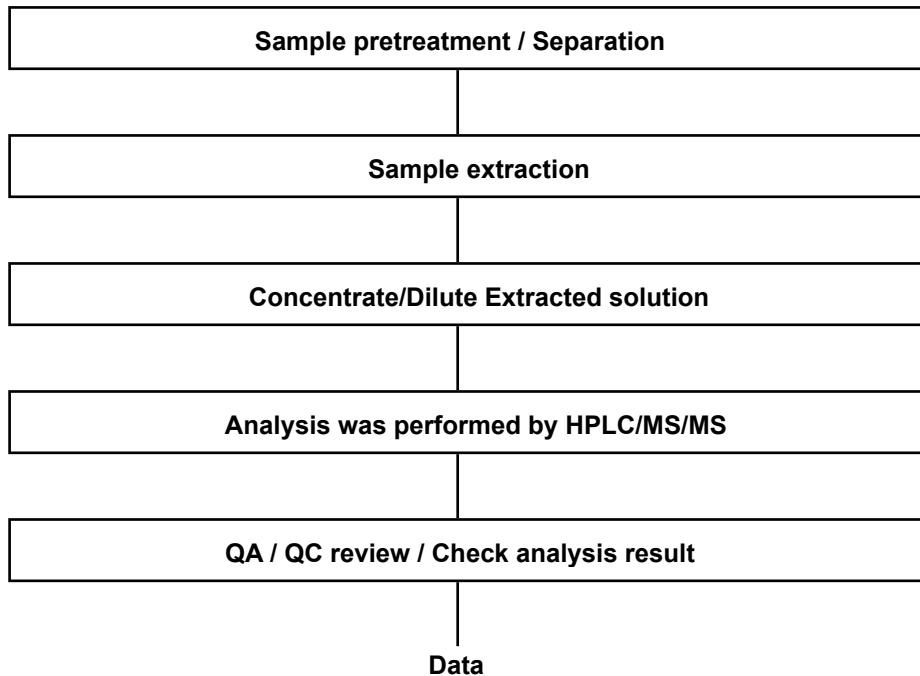 Sample pretreatment / Separation
Sample extraction
Concentrate/Dilute Extracted solution
Analysis was performed by HPLC/MS/MS
QA / QC review / Check analysis result
Data